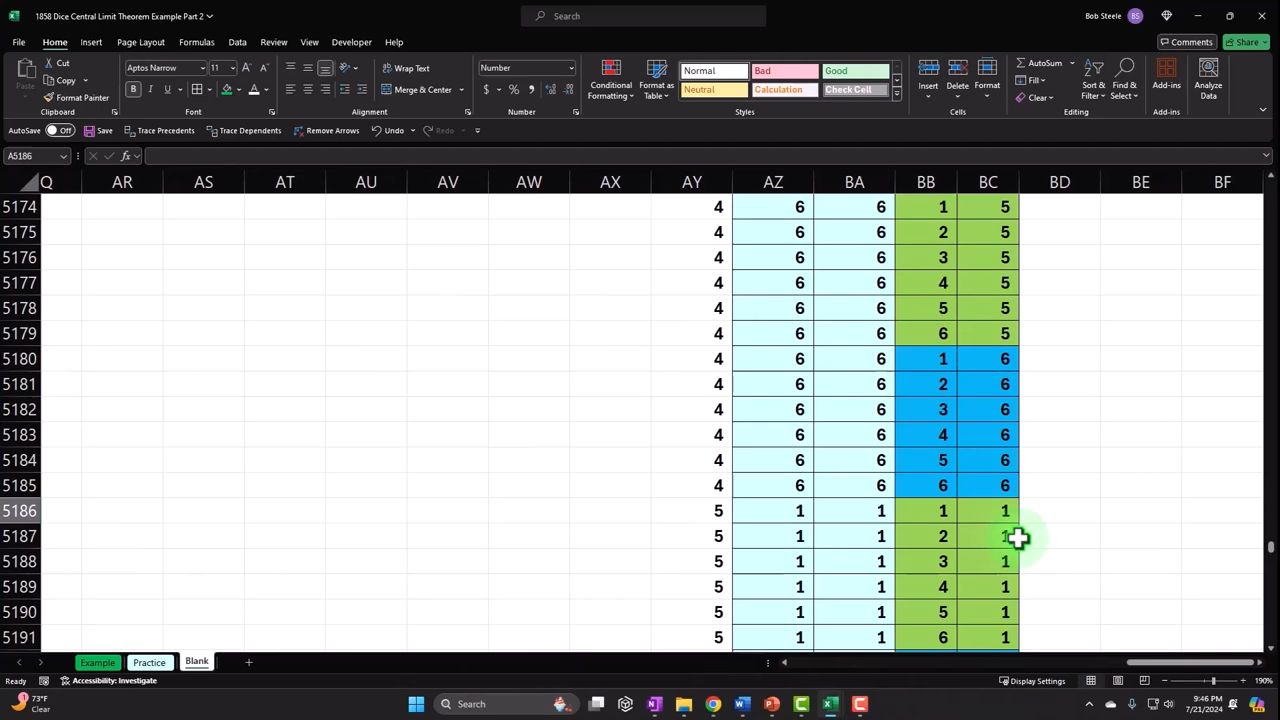 1858 Dice Central Limit Theorem Example Part 2
Search
Bob Steele
BS
File Home Insert Page Layout Formulas Data Review View Developer Help
Comments Share
Cut
Copy
Format Painter
Clipboard
Aptos Narrow 11
Font
Wrap Text
Merge & Center
Alignment
Number
Number
Conditional Formatting
Format as Table
Normal Bad Good
Neutral Calculation Check Cell
Styles
Insert Delete Format
Cells
AutoSum
Fill
Clear
Sort & Filter
Find & Select
Editing
Add-ins
Add-ins
Analyze Data
AutoSave Off Save Trace Precedents Trace Dependents Remove Arrows Undo Redo
A5186 fx
Q AR AS AT AU AV AW AX AY AZ BA BB BC BD BE BF
5174 4 6 6 1 5
5175 4 6 6 2 5
5176 4 6 6 3 5
5177 4 6 6 4 5
5178 4 6 6 5 5
5179 4 6 6 6 5
5180 4 6 6 1 6
5181 4 6 6 2 6
5182 4 6 6 3 6
5183 4 6 6 4 6
5184 4 6 6 5 6
5185 4 6 6 6 6
5186 5 1 1 1 1
5187 5 1 1 2 1
5188 5 1 1 3 1
5189 5 1 1 4 1
5190 5 1 1 5 1
5191 5 1 1 6 1
Example Practice Blank
Ready Accessibility: Investigate Display Settings 190%
73°F
Clear
Search
9:46 PM
7/21/2024